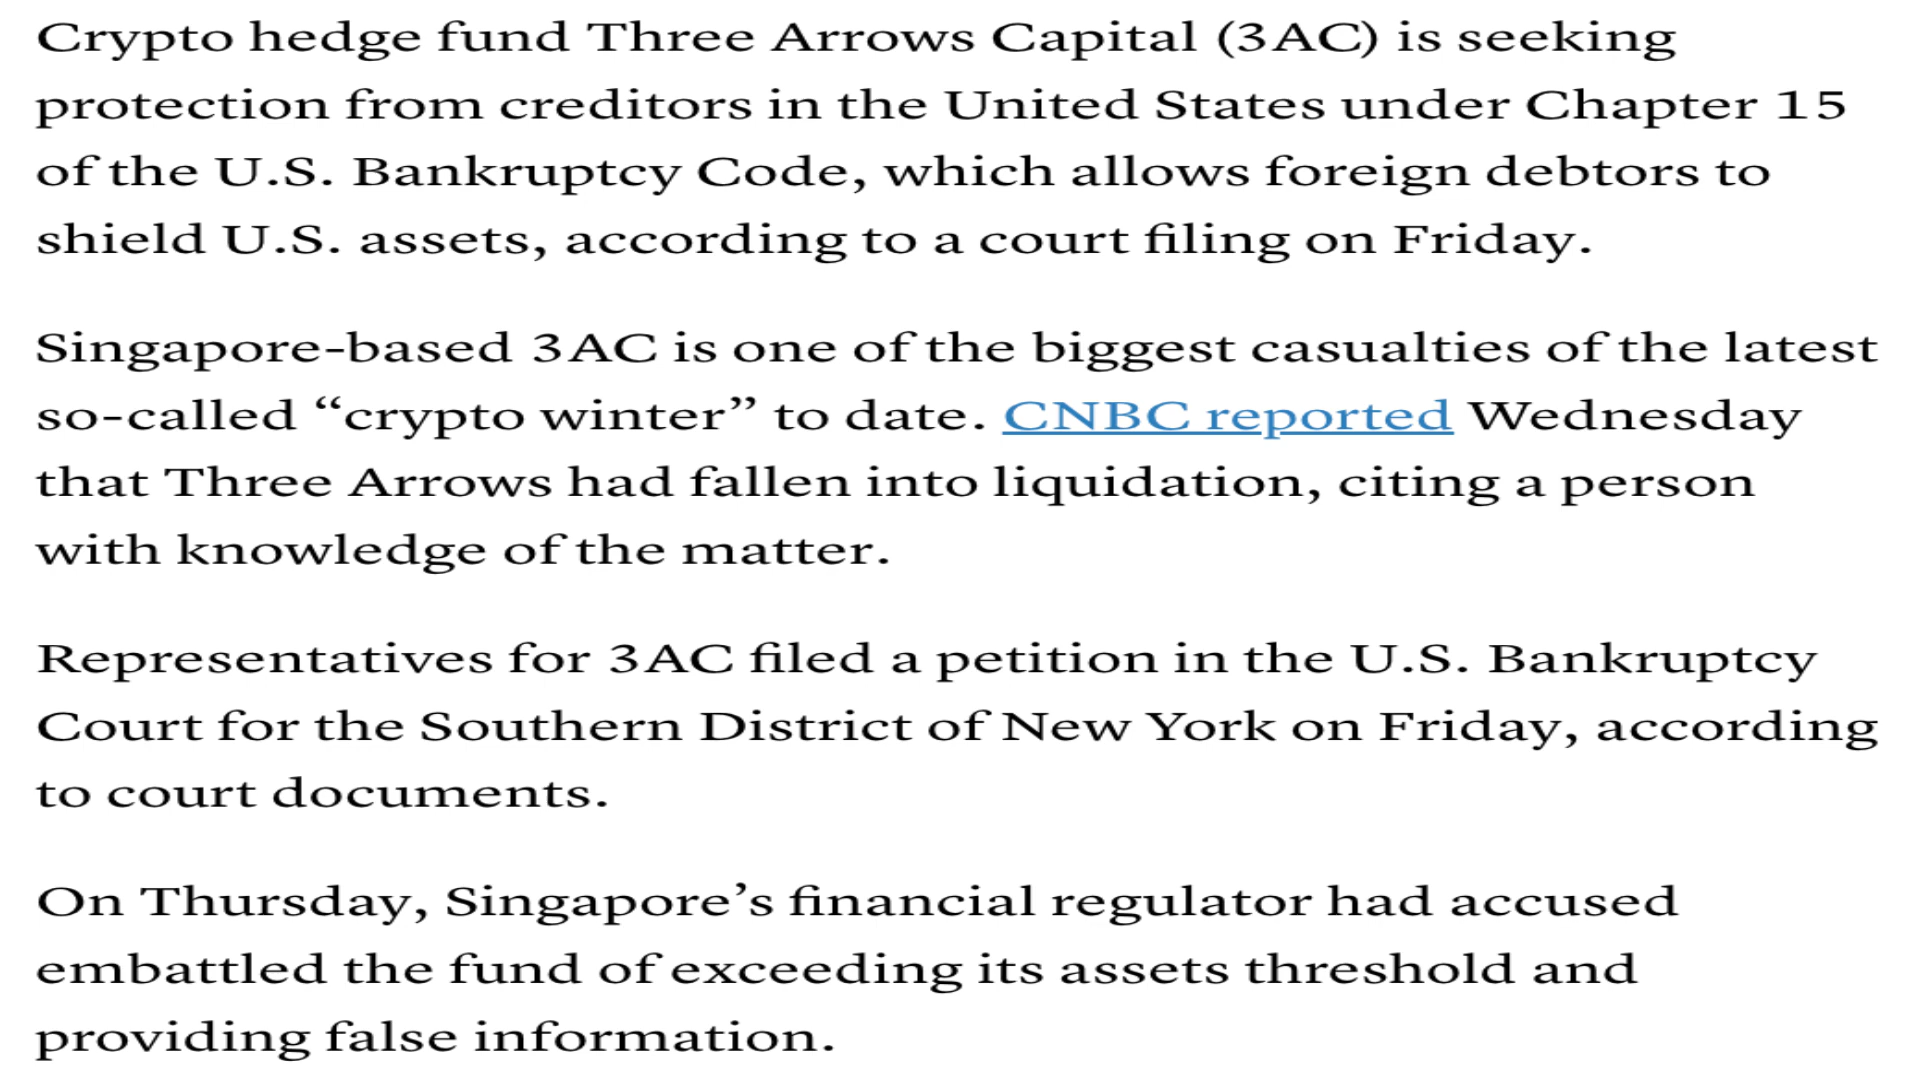 Crypto hedge fund Three Arrows Capital (3AC) is seeking
protection from creditors in the United States under Chapter 15
of the U.S. Bankruptcy Code, which allows foreign debtors to
shield U.S. assets, according to a court filing on Friday.
Singapore-based 3AC is one of the biggest casualties of the latest
so-called “crypto winter” to date. CNBC reported Wednesday
that Three Arrows had fallen into liquidation, citing a person
with knowledge of the matter.
Representatives for 3AC filed a petition in the U.S. Bankruptcy
Court for the Southern District of New York on Friday, according
to court documents.
On Thursday, Singapore’s financial regulator had accused
embattled the fund of exceeding its assets threshold and
providing false information.